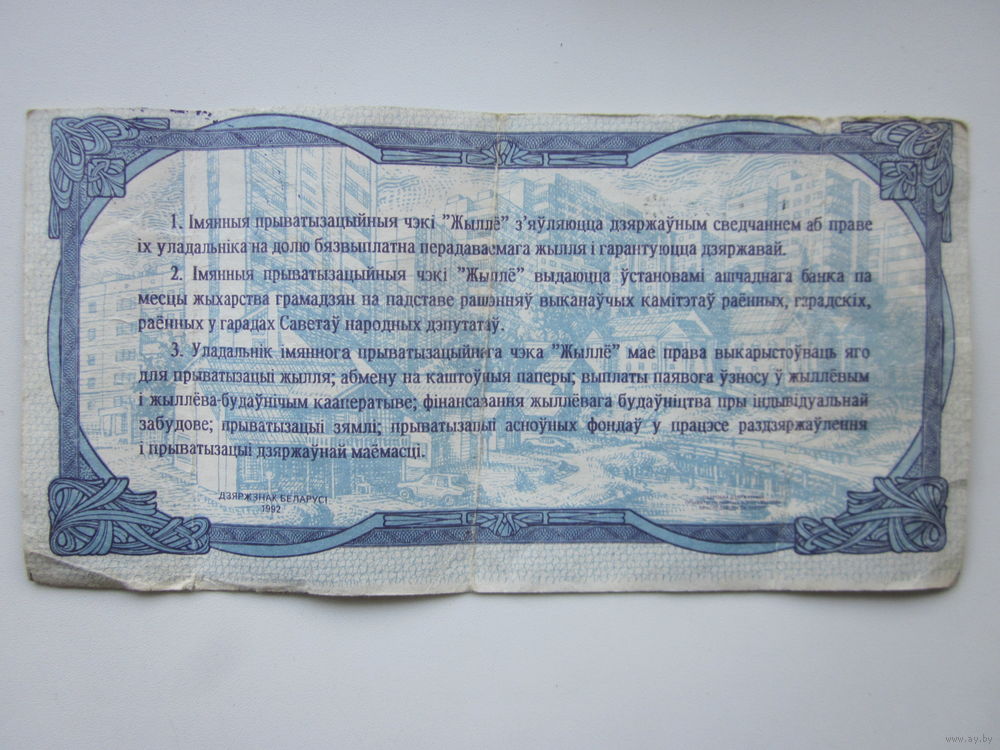 1. Імянныя прыватызацыйныя чэкі "Жыллё" з'яўляюцца дзяржаўным сведчаннем аб праве
іх уладальніка на долю бязвыплатна перадаваемага жылля і гарантуюцца дзяржавай.
2. Імянныя прыватызацыйныя чэкі "Жыллё" выдаюцца ўстановамі ашчаднага банка па
месцы жыхарства грамадзян на падставе рашэнняў выканаўчых камітэтаў раённых, гарадскіх,
раённых у гарадах Саветаў народных дэпутатаў.
3. Уладальнік імяннога прыватызацыйнага чэка "Жыллё" мае права выкарыстоўваць яго
для прыватызацыі жылля; абмену на каштоўныя паперы; выплаты паявога ўзносу ў жыллёвым
і жыллёва-будаўнічым кааператыве; фінансавання жыллёвага будаўніцтва пры індывідуальнай
забудове; прыватызацыі зямлі; прыватызацыі асноўных фондаў у працэсе раздзяржаўлення
і прыватызацыі дзяржаўнай маёмасці.
ДЗЯРЖЗНАК БЕЛАРУСІ
1992
www.ay.by